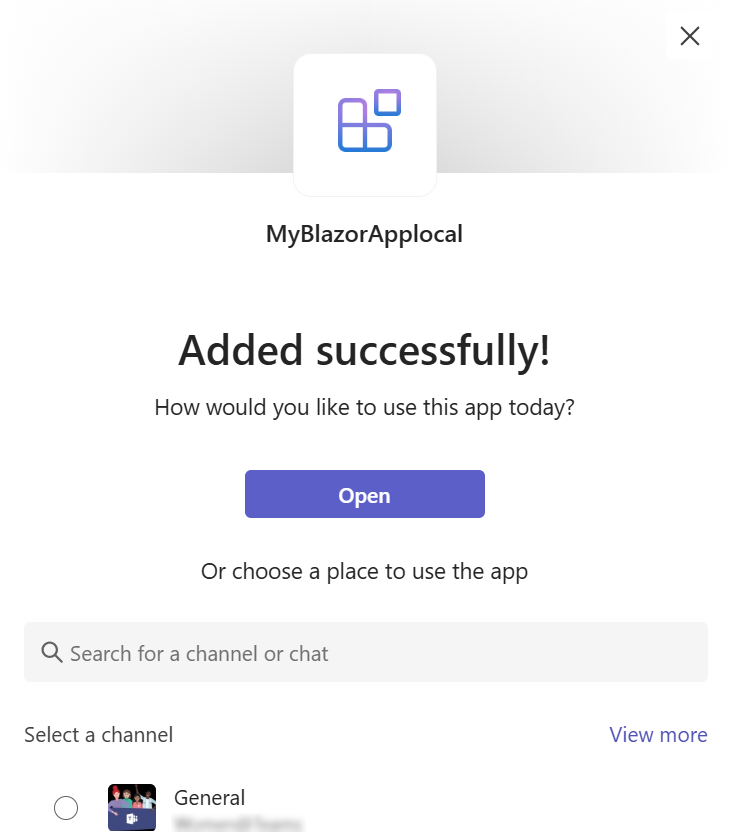 MyBlazorApplocal
Added successfully!
How would you like to use this app today?
Open
Or choose a place to use the app
Search for a channel or chat
Select a channel
View more
General